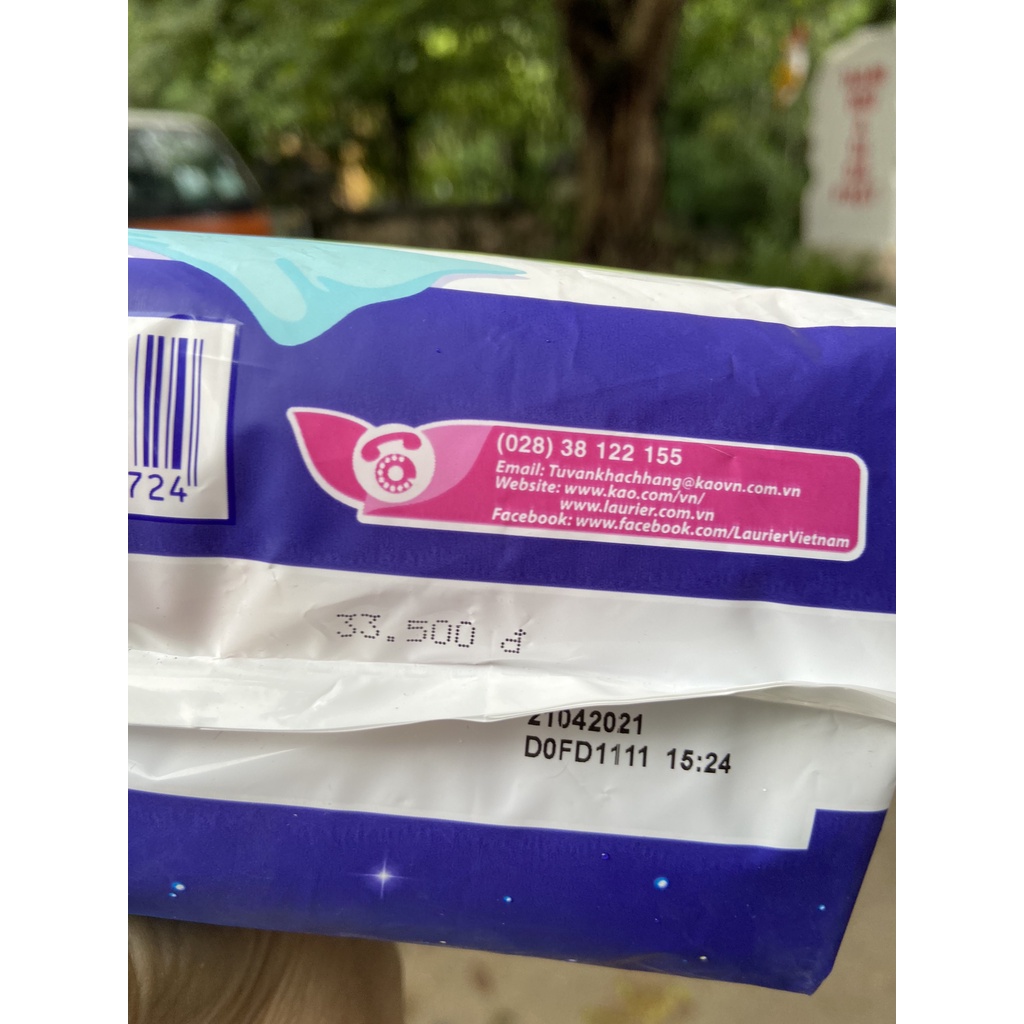 724
(028) 38 122 155
Email: Tuvankhachhang@kaovn.com.vn
Website: www.kao.com/vn/
www.laurier.com.vn
Facebook: www.facebook.com/LaurierVietnam
33.500 đ
21042021
D0FD1111 15:24